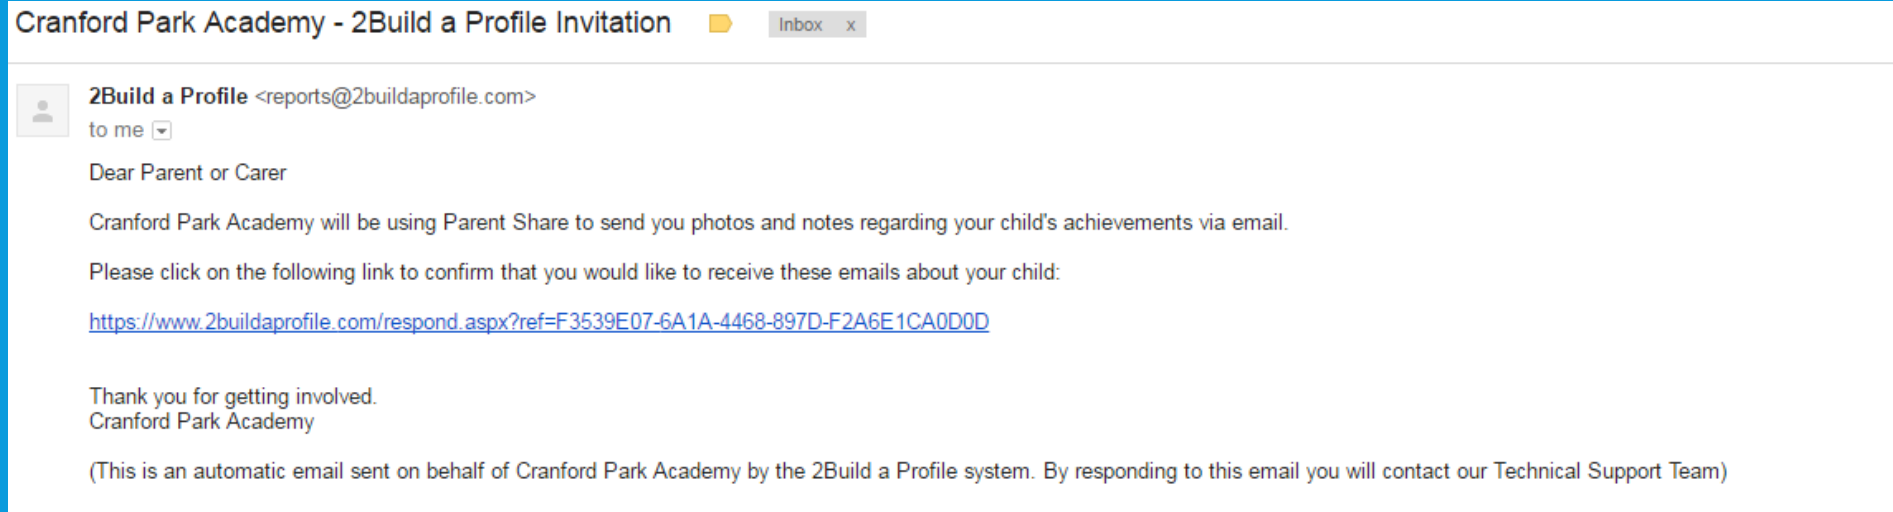 Cranford Park Academy - 2Build a Profile Invitation Inbox x
2Build a Profile <reports@2buildaprofile.com>
to me
Dear Parent or Carer
Cranford Park Academy will be using Parent Share to send you photos and notes regarding your child's achievements via email.
Please click on the following link to confirm that you would like to receive these emails about your child:
https://www.2buildaprofile.com/respond.aspx?ref=F3539E07-6A1A-4468-897D-F2A6E1CA0D0D
Thank you for getting involved.
Cranford Park Academy
(This is an automatic email sent on behalf of Cranford Park Academy by the 2Build a Profile system. By responding to this email you will contact our Technical Support Team)